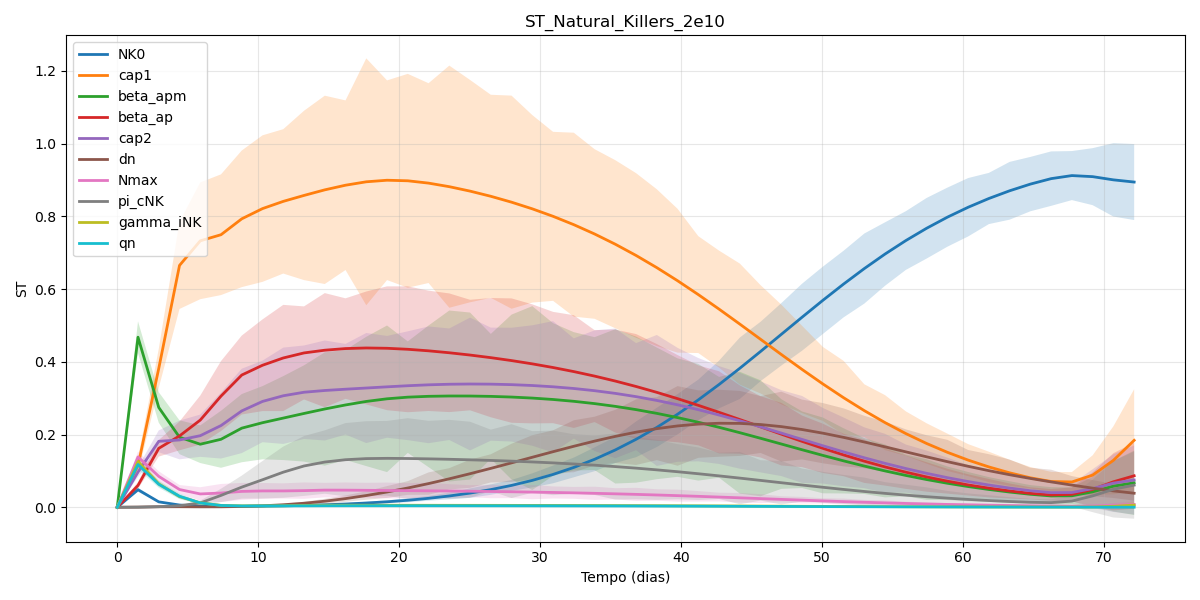 ST_Natural_Killers_2e10
NK0
cap1
beta_apm
beta_ap
cap2
dn
Nmax
pi_cNK
gamma_iNK
qn
1.2
1.0
0.8
0.6
0.4
0.2
0.0
ST
0 10 20 30 40 50 60 70
Tempo (dias)